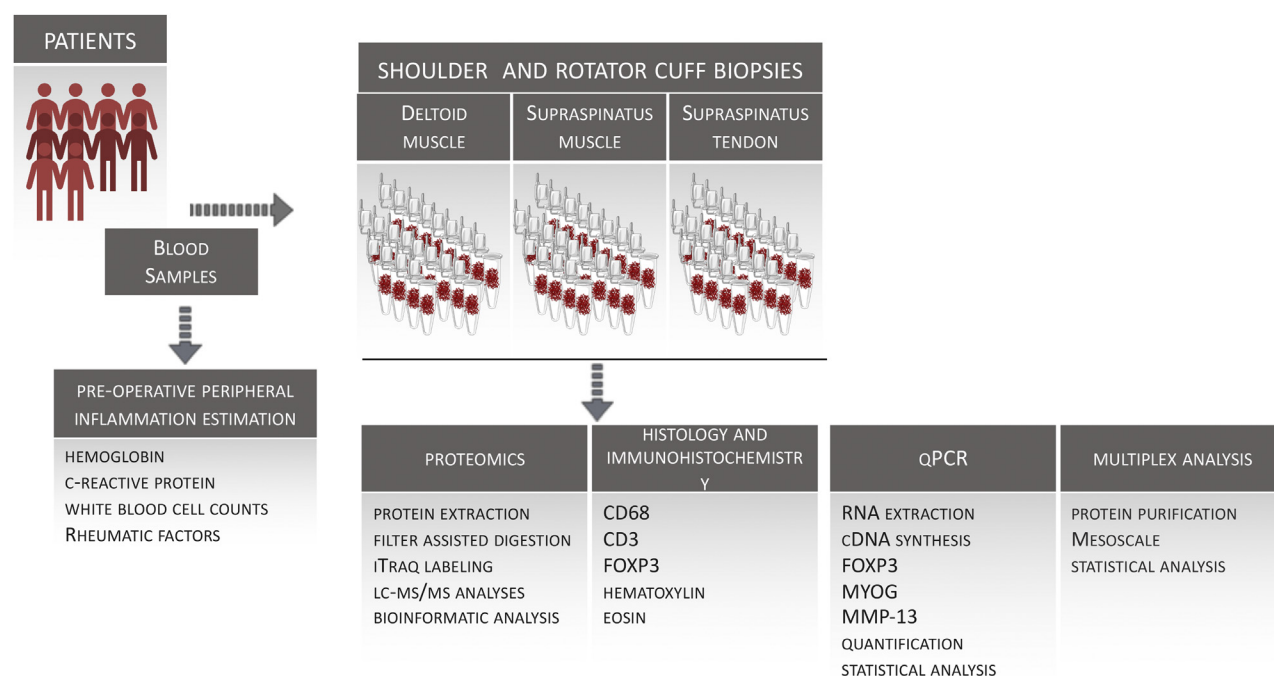 PATIENTS
BLOOD
SAMPLES
PRE-OPERATIVE PERIPHERAL
INFLAMMATION ESTIMATION
HEMOGLOBIN
C-REACTIVE PROTEIN
WHITE BLOOD CELL COUNTS
RHEUMATIC FACTORS
SHOULDER AND ROTATOR CUFF BIOPSIES
DELTOID
MUSCLE
SUPRASPINATUS
MUSCLE
SUPRASPINATUS
TENDON
PROTEOMICS
PROTEIN EXTRACTION
FILTER ASSISTED DIGESTION
ITRAQ LABELING
LC-MS/MS ANALYSES
BIOINFORMATIC ANALYSIS
HISTOLOGY AND
IMMUNOHISTOCHEMISTR
Y
CD68
CD3
FOXP3
HEMATOXYLIN
EOSIN
QPCR
RNA EXTRACTION
CDNA SYNTHESIS
FOXP3
MYOG
MMP-13
QUANTIFICATION
STATISTICAL ANALYSIS
MULTIPLEX ANALYSIS
PROTEIN PURIFICATION
MESOSCALE
STATISTICAL ANALYSIS